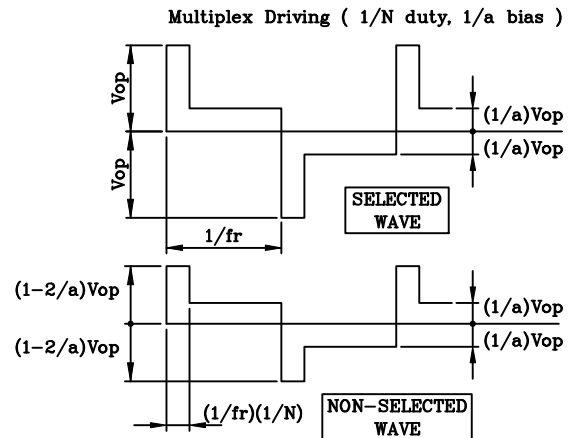 Multiplex Driving ( 1/N duty, 1/a bias )
Vop
Vop
(1/a)Vop
(1/a)Vop
SELECTED
WAVE
1/fr
(1-2/a)Vop
(1-2/a)Vop
(1/a)Vop
(1/a)Vop
(1/fr)(1/N)
NON-SELECTED
WAVE